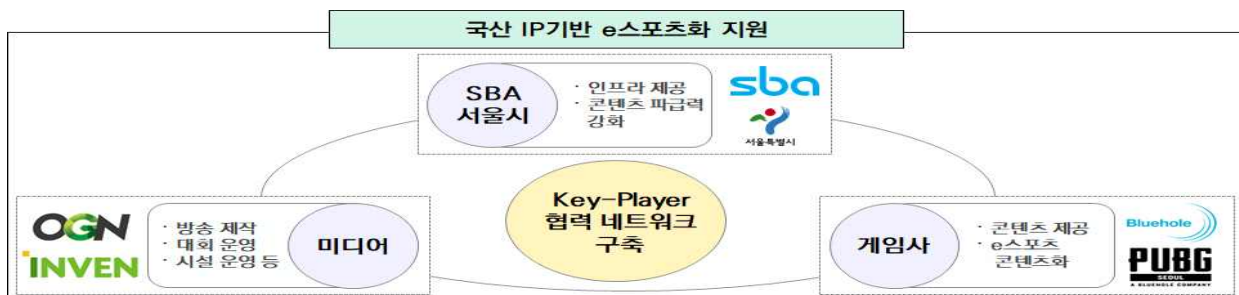 국산 IP기반 e스포츠화 지원
SBA
서울시
· 인프라 제공
· 콘텐츠 파급력
강화
sba
서울특별시
Key-Player
협력 네트워크
구축
OGN
INVEN
· 방송 제작
· 대회 운영
· 시설 운영 등
미디어
게임사
· 콘텐츠 제공
· e스포츠
콘텐츠화
Bluehole
PUBG
SEOUL
A BLUEHOLE COMPANY